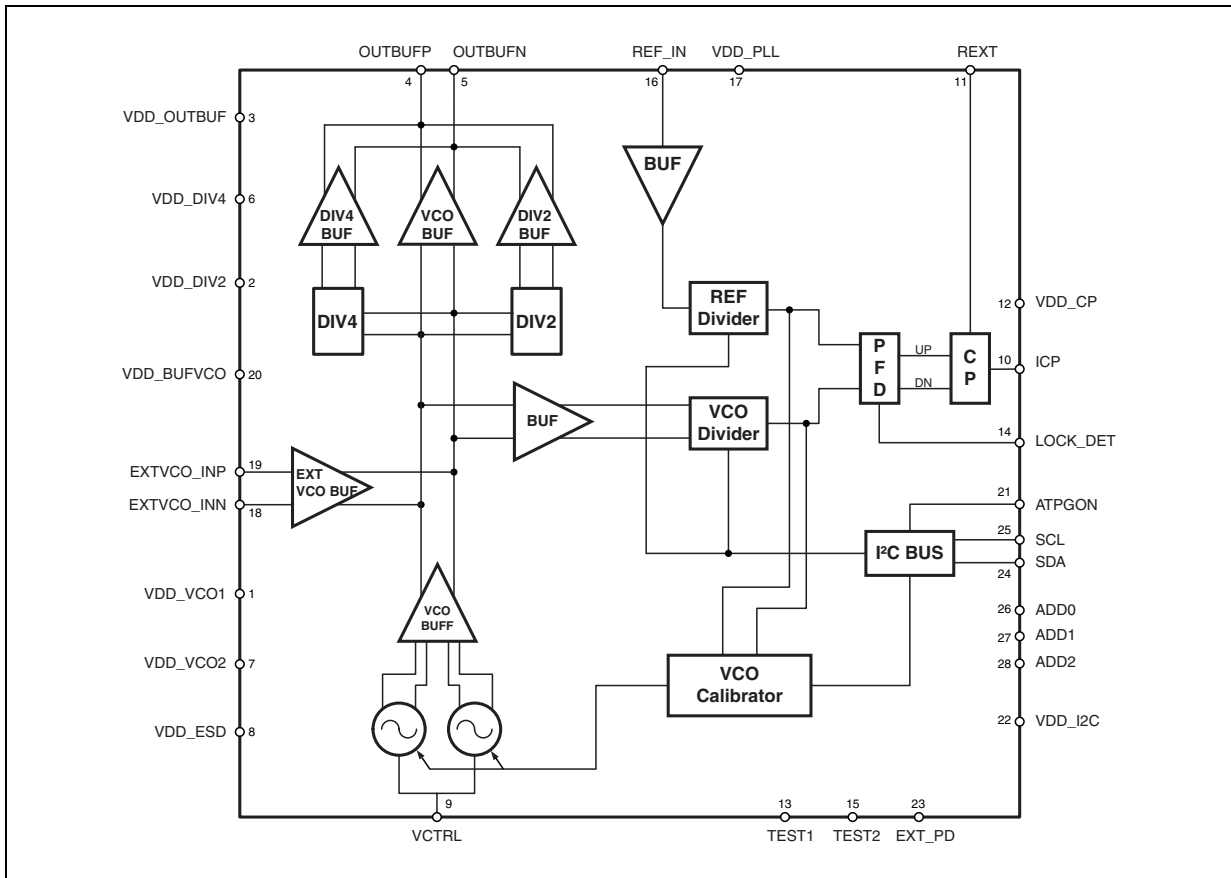 OUTBUFP OUTBUFN REF_IN VDD_PLL REXT
4 5 16 17 11
VDD_OUTBUF 3
VDD_DIV4 6
VDD_DIV2 2
VDD_BUFVCO 20
EXTVCO_INP 19
EXTVCO_INN 18
VDD_VCO1 1
VDD_VCO2 7
VDD_ESD 8
DIV4
BUF
VCO
BUF
DIV2
BUF
DIV4
DIV2
BUF
REF
Divider
VCO
Divider
BUF
EXT
VCO BUF
VCO
BUFF
PFD
UP
DN
CP
I²C BUS
VCO
Calibrator
12 VDD_CP
10 ICP
14 LOCK_DET
21 ATPGON
25 SCL
24 SDA
26 ADD0
27 ADD1
28 ADD2
22 VDD_I2C
9 13 15 23
VCTRL TEST1 TEST2 EXT_PD